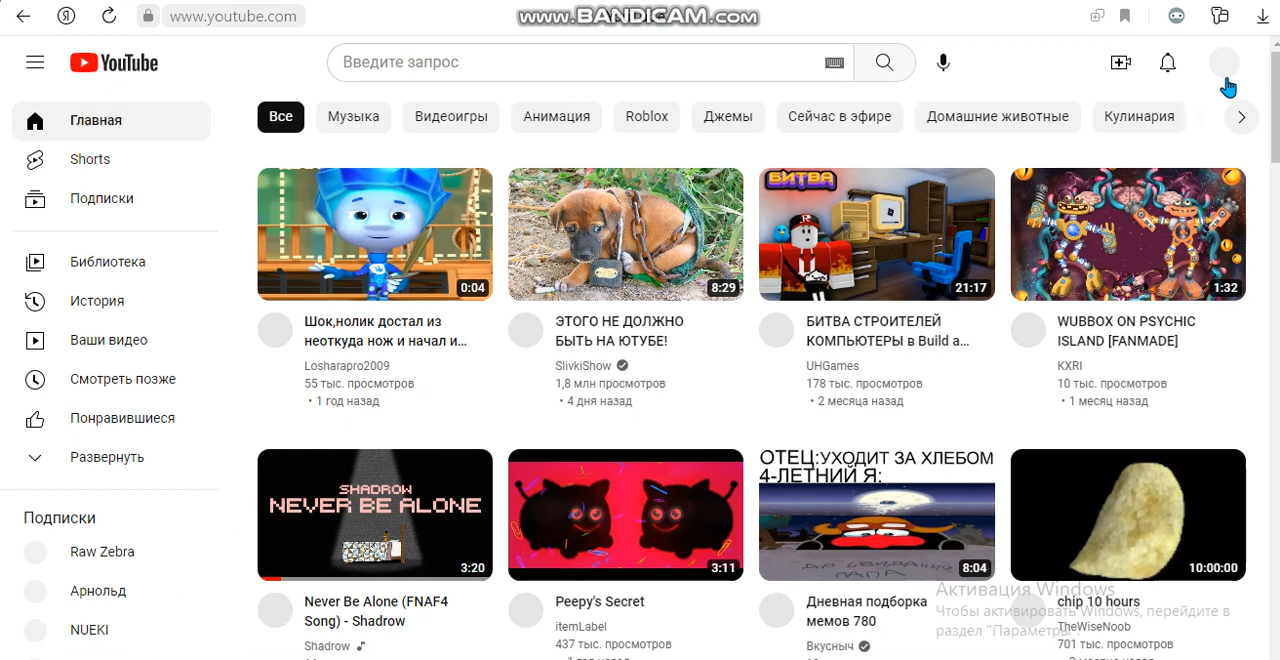 www.youtube.com
www.BANDICAM.com
YouTube
Введите запрос
Все
Музыка
Видеоигры
Анимация
Roblox
Джемы
Сейчас в эфире
Домашние животные
Кулинария
Главная
Shorts
Подписки
Библиотека
История
Ваши видео
Смотреть позже
Понравившиеся
Развернуть
Подписки
Raw Zebra
Арнольд
NUEKI
0:04
Шок,нолик достал из
неоткуда нож и начал и...
Losharapro2009
55 тыс. просмотров
• 1 год назад
8:29
ЭТОГО НЕ ДОЛЖНО
БЫТЬ НА ЮТУБЕ!
SlivkiShow
1,8 млн просмотров
• 4 дня назад
БИТВА
21:17
БИТВА СТРОИТЕЛЕЙ
КОМПЬЮТЕРЫ в Build a...
UHGames
178 тыс. просмотров
• 2 месяца назад
1:32
WUBBOX ON PSYCHIC
ISLAND [FANMADE]
KXRI
10 тыс. просмотров
• 1 месяц назад
SHADROW
NEVER BE ALONE
3:20
Never Be Alone (FNAF4
Song) - Shadrow
Shadrow
3:11
Peepy's Secret
itemLabel
437 тыс. просмотров
ОТЕЦ:УХОДИТ ЗА ХЛЕБОМ
4-ЛЕТНИЙ Я:
ДО СВИДАНИЯ
ПАПА
8:04
Дневная подборка
мемов 780
Вкусныч
10:00:00
chip 10 hours
TheWiseNoob
701 тыс. просмотров
Активация Windows
Чтобы активировать Windows, перейдите в
раздел "Параметры".